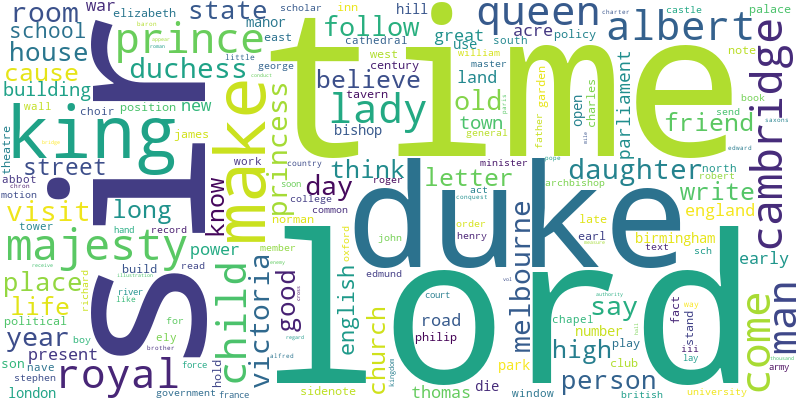 room war elizabeth scholar inn hill charter castle palace
school state manor follow great acre policy note
house prince east cathedral use william south queen albert
cause duchess george little west master book
building position new believe century land charles
wall choir tavern old open send
theatre king sir james lady bishop town general father garden parliament friend edward
time
street abbot motion work know make princess country soon think minister daughter north
visit long day roger letter act archbishop pope write robert cambridge
tower record college common norman conquest england
majesty hand power member john duke order henry melbourne late earl birmingham
place build read child victoria good english oxford edmund text sch early
life river like hold court lord say fact stand way man
political for ely richard church road chapel number iii lay come
year boy philip high play
son present nave brother force alfred club army
stephen royal government france sidenote kingdom park thomas die window person british university
london